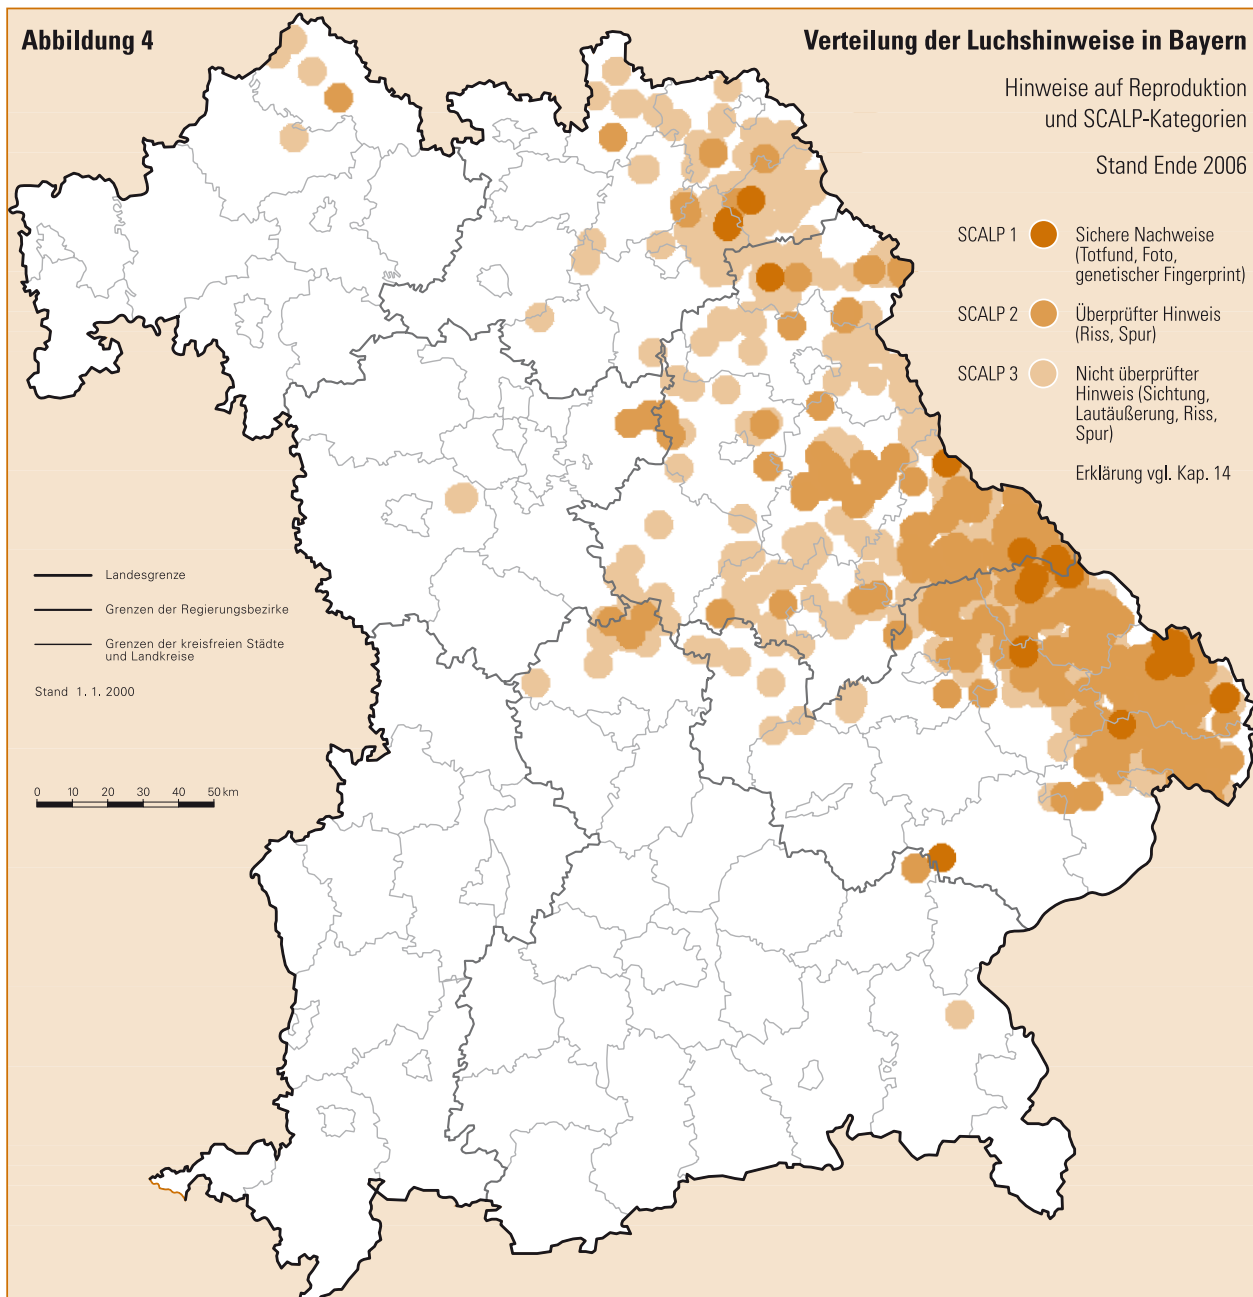 Abbildung 4
Verteilung der Luchshinweise in Bayern
Hinweise auf Reproduktion
und SCALP-Kategorien
Stand Ende 2006
SCALP 1 Sichere Nachweise
(Totfund, Foto,
genetischer Fingerprint)
SCALP 2 Überprüfter Hinweis
(Riss, Spur)
SCALP 3 Nicht überprüfter
Hinweis (Sichtung,
Lautäußerung, Riss,
Spur)
Erklärung vgl. Kap. 14
Landesgrenze
Grenzen der Regierungsbezirke
Grenzen der kreisfreien Städte
und Landkreise
Stand 1. 1. 2000
0 10 20 30 40 50 km